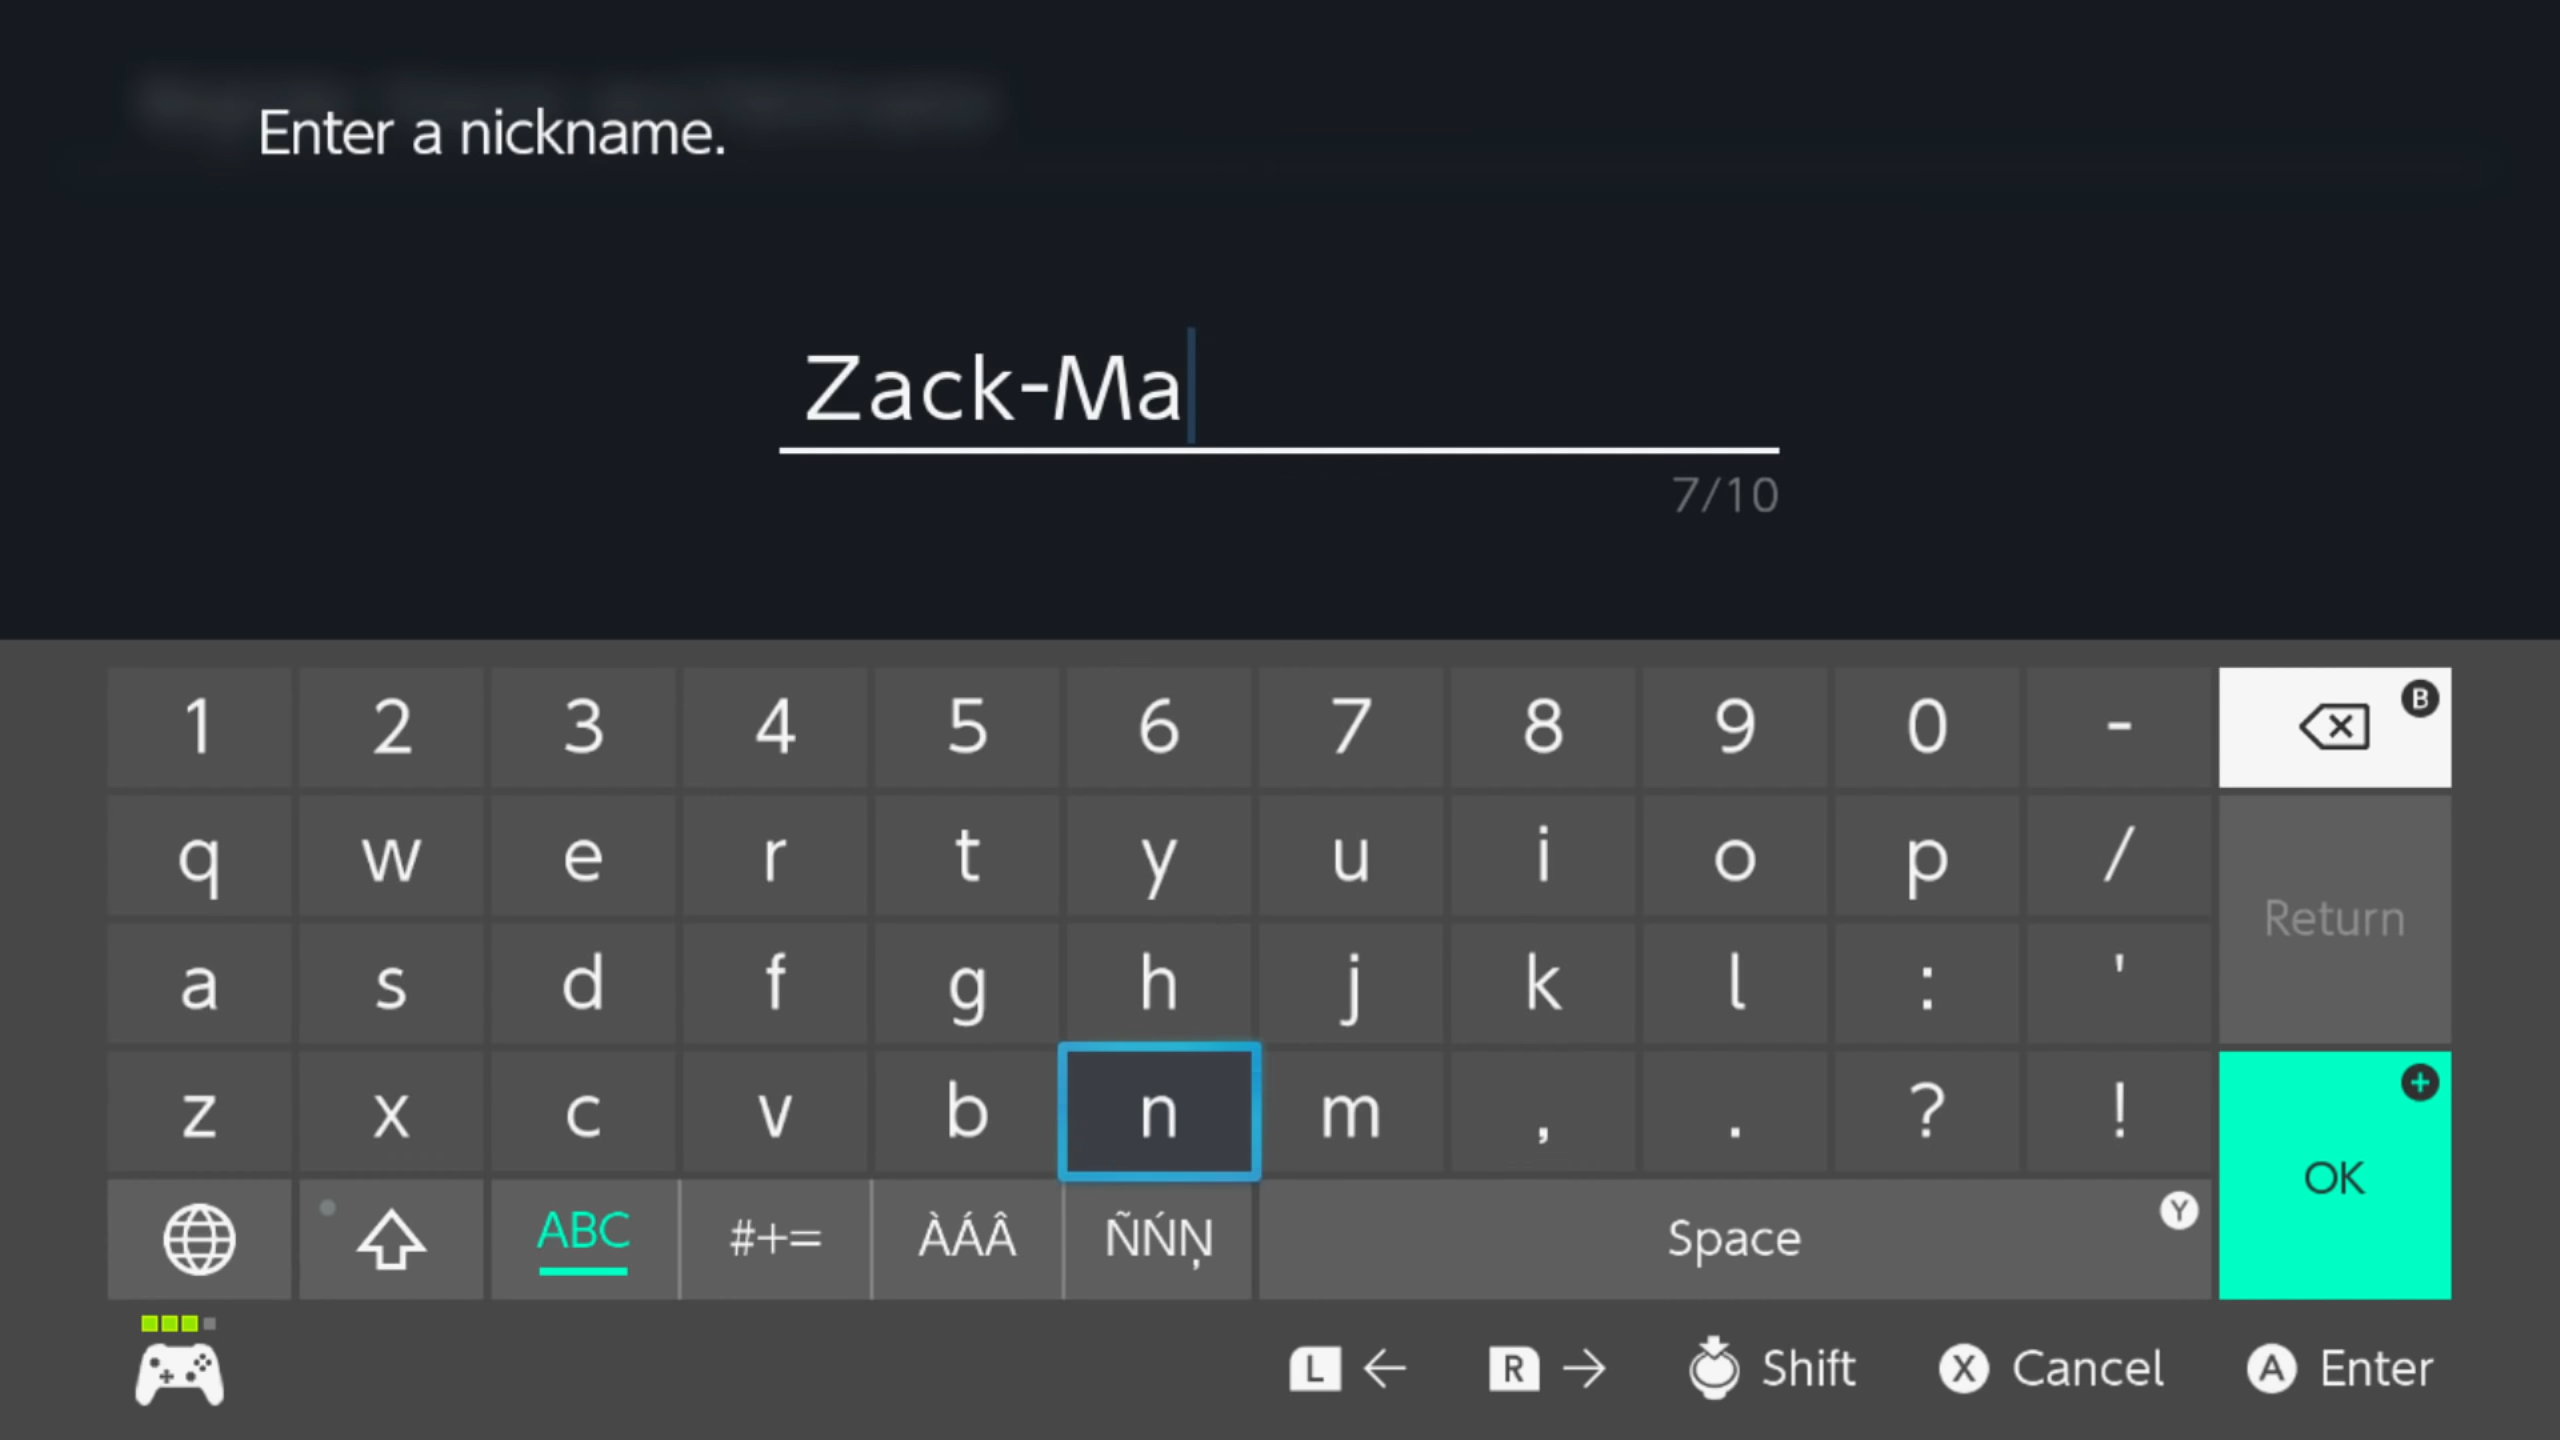 Enter a nickname.
Zack-Ma
7/10
1 2 3 4 5 6 7 8 9 0 - B
q w e r t y u i o p /
Return
a s d f g h j k l : '
z x c v b n m , . ? ! +
OK
ABC #+= ÀÁÂ ÑŃŅ Space Y
L ← R → Shift X Cancel A Enter